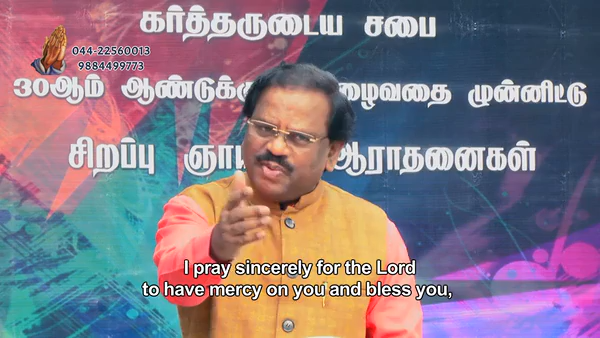 கர்த்தருடைய சபை
044-22560013
9884499773
30ஆம் முன்னிட்டு
சிறப்பு ஆராதனைகள்
I pray sincerely for the Lord
to have mercy on you and bless you,